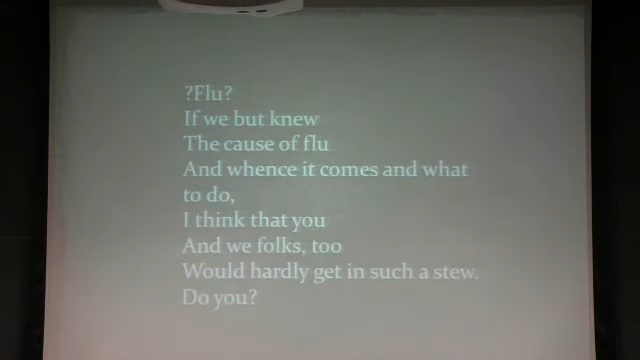 ?Flu?
If we but knew
The cause of flu
And whence it comes and what
to do,
I think that you
And we folks, too
Would hardly get in such a stew.
Do you?